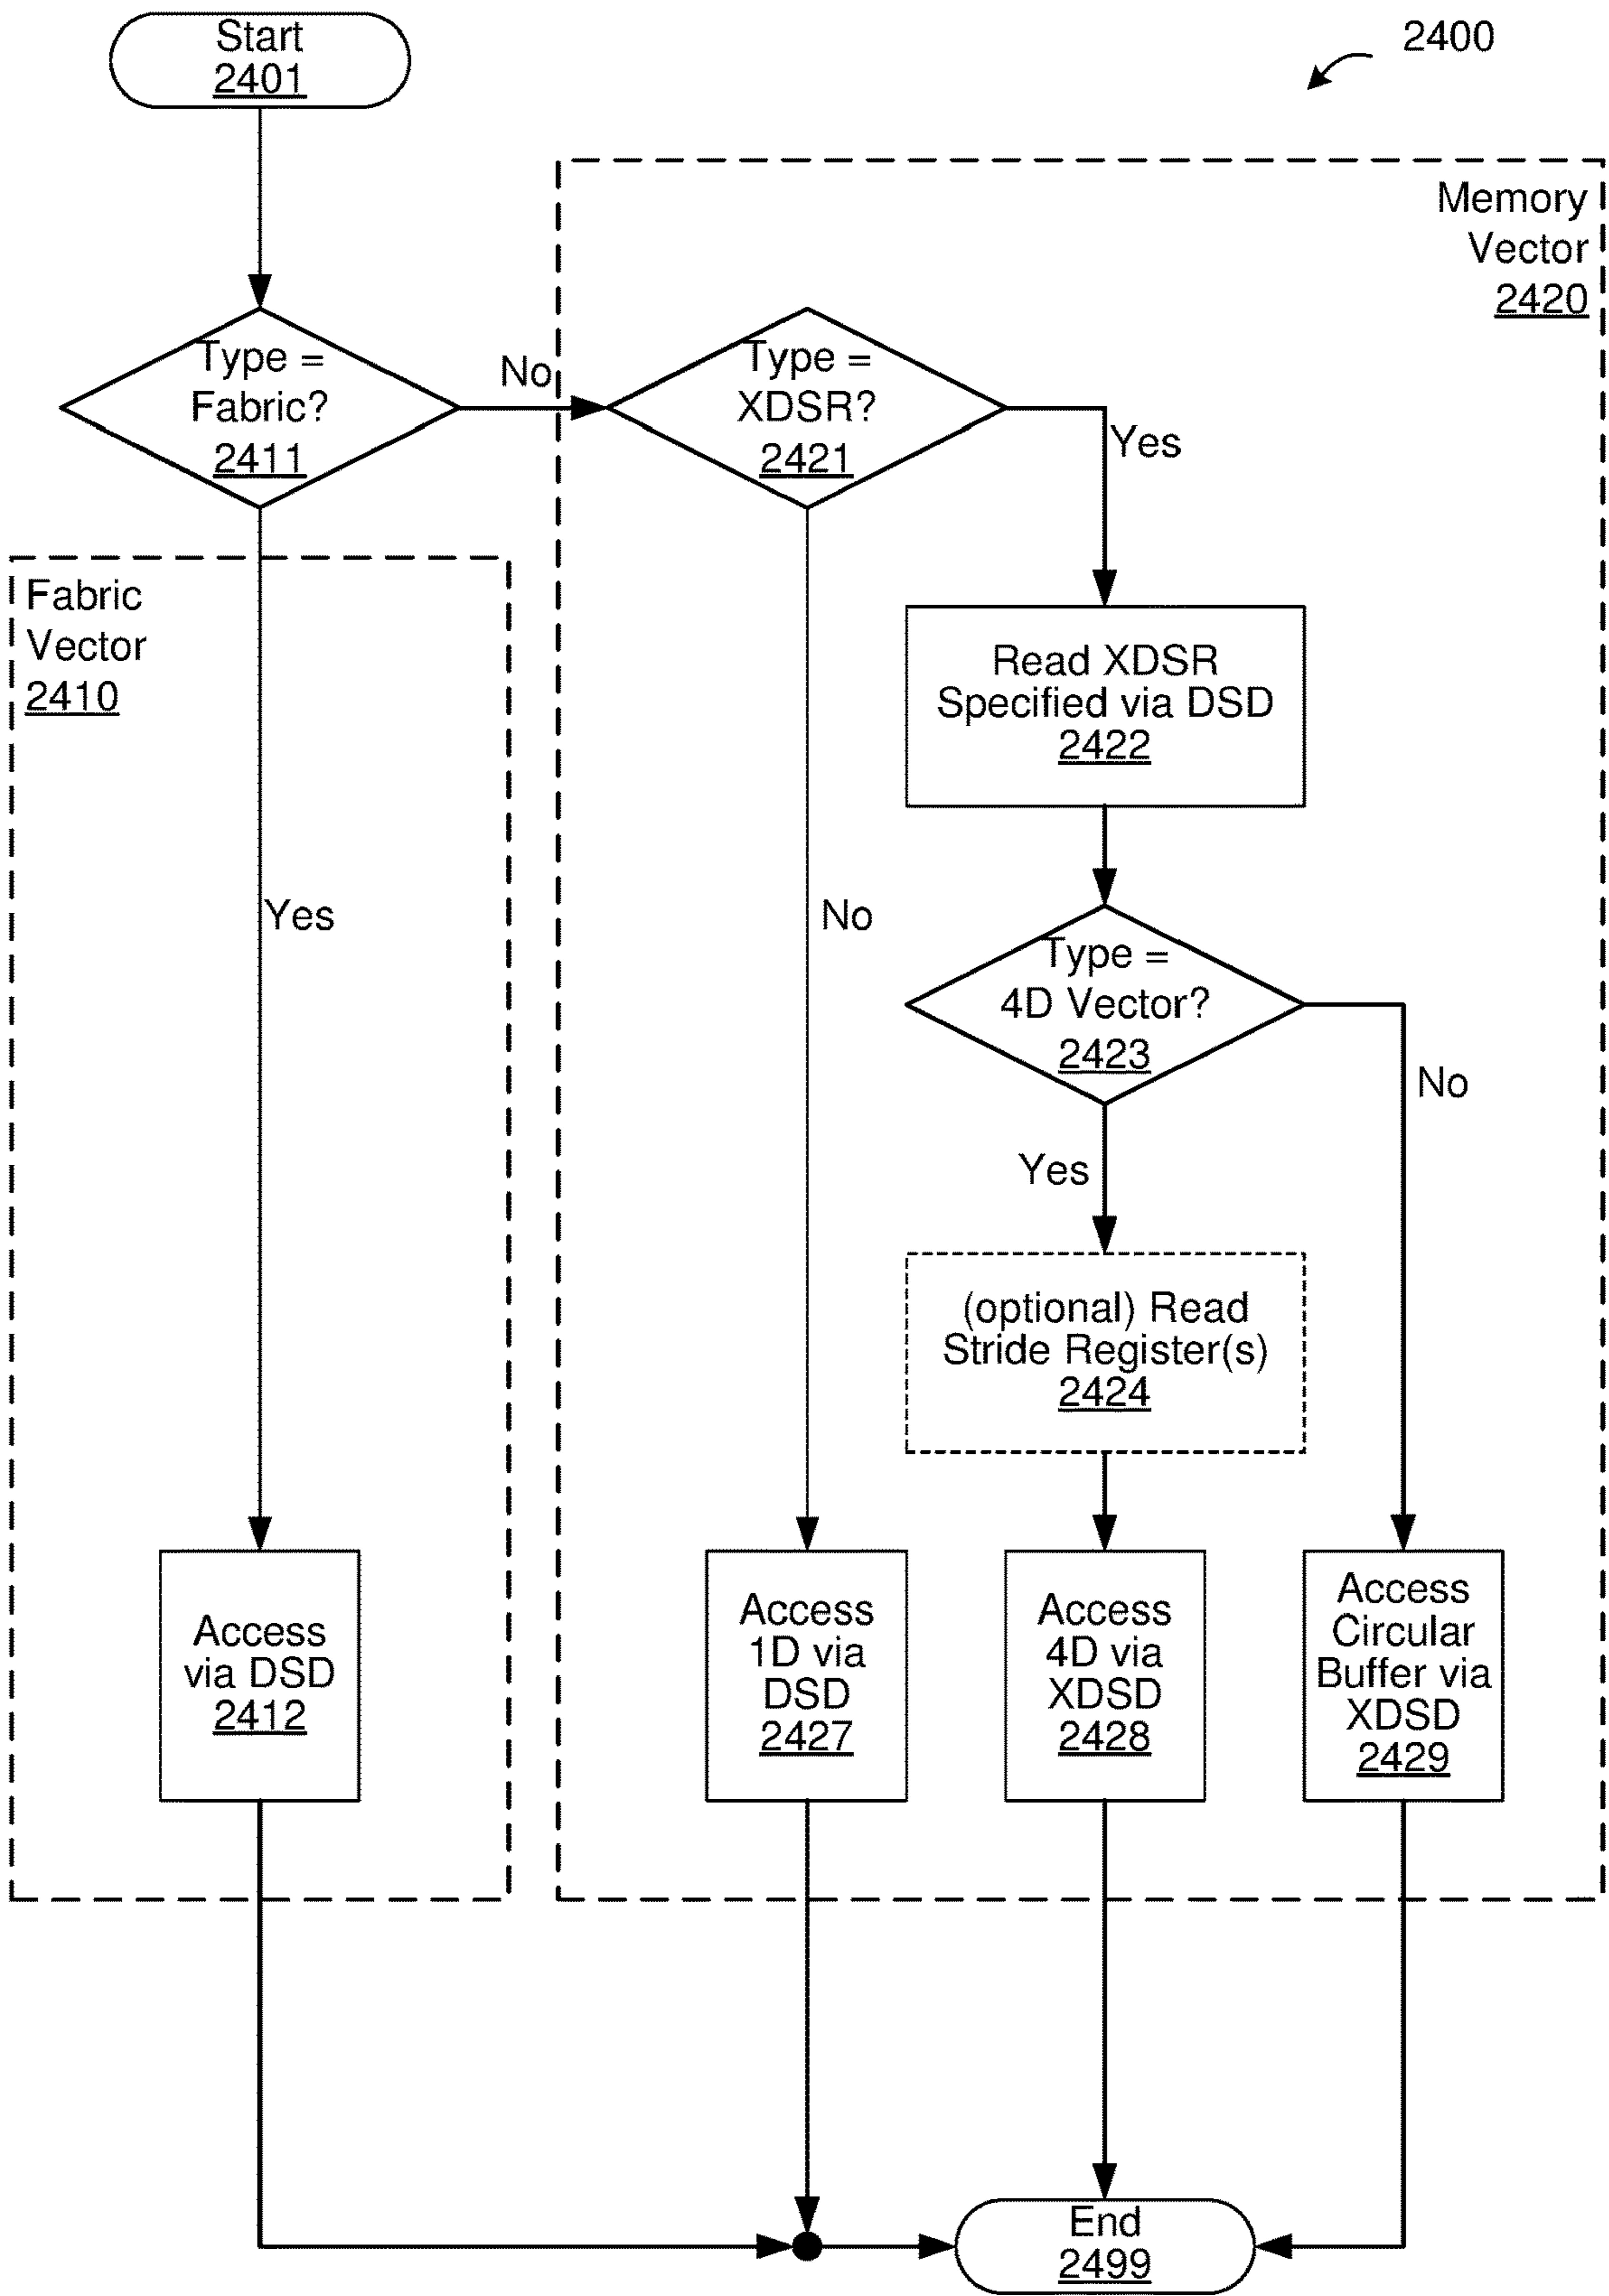 Start
2401
2400
Memory
Vector
2420
Type =
Fabric?
2411
No
Type =
XDSR?
2421
Yes
Fabric
Vector
2410
Read XDSR
Specified via DSD
2422
Yes
No
Type =
4D Vector?
2423
No
Yes
(optional) Read
Stride Register(s)
2424
Access
via DSD
2412
Access
1D via
DSD
2427
Access
4D via
XDSD
2428
Access
Circular
Buffer via
XDSD
2429
End
2499